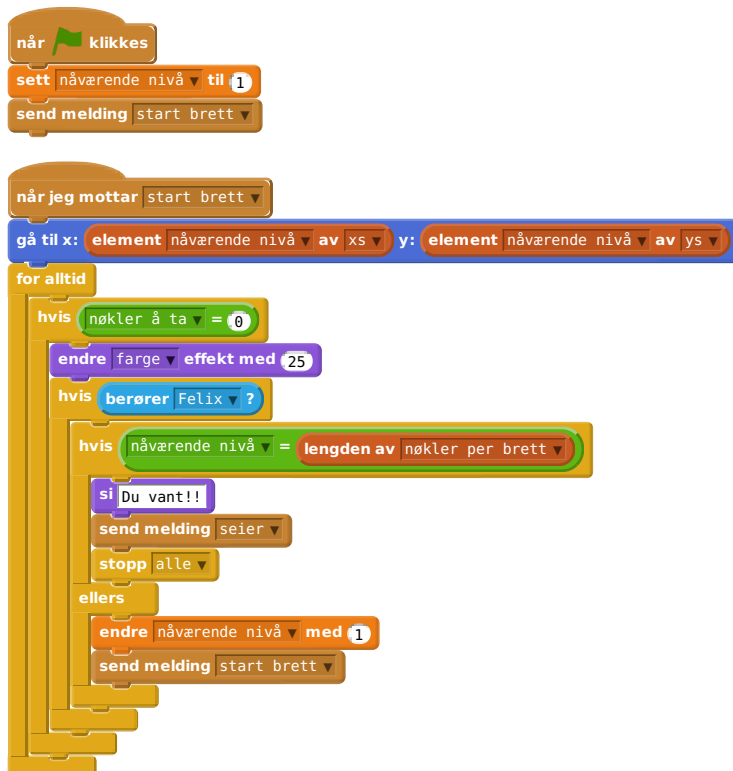 når klikkes
sett nåværende nivå til 1
send melding start brett
når jeg mottar start brett
gå til x: element nåværende nivå av xs y: element nåværende nivå av ys
for alltid
hvis nøkler å ta = 0
endre farge effekt med 25
hvis berører Felix ?
hvis nåværende nivå = lengden av nøkler per brett
si Du vant!!
send melding seier
stopp alle
ellers
endre nåværende nivå med 1
send melding start brett